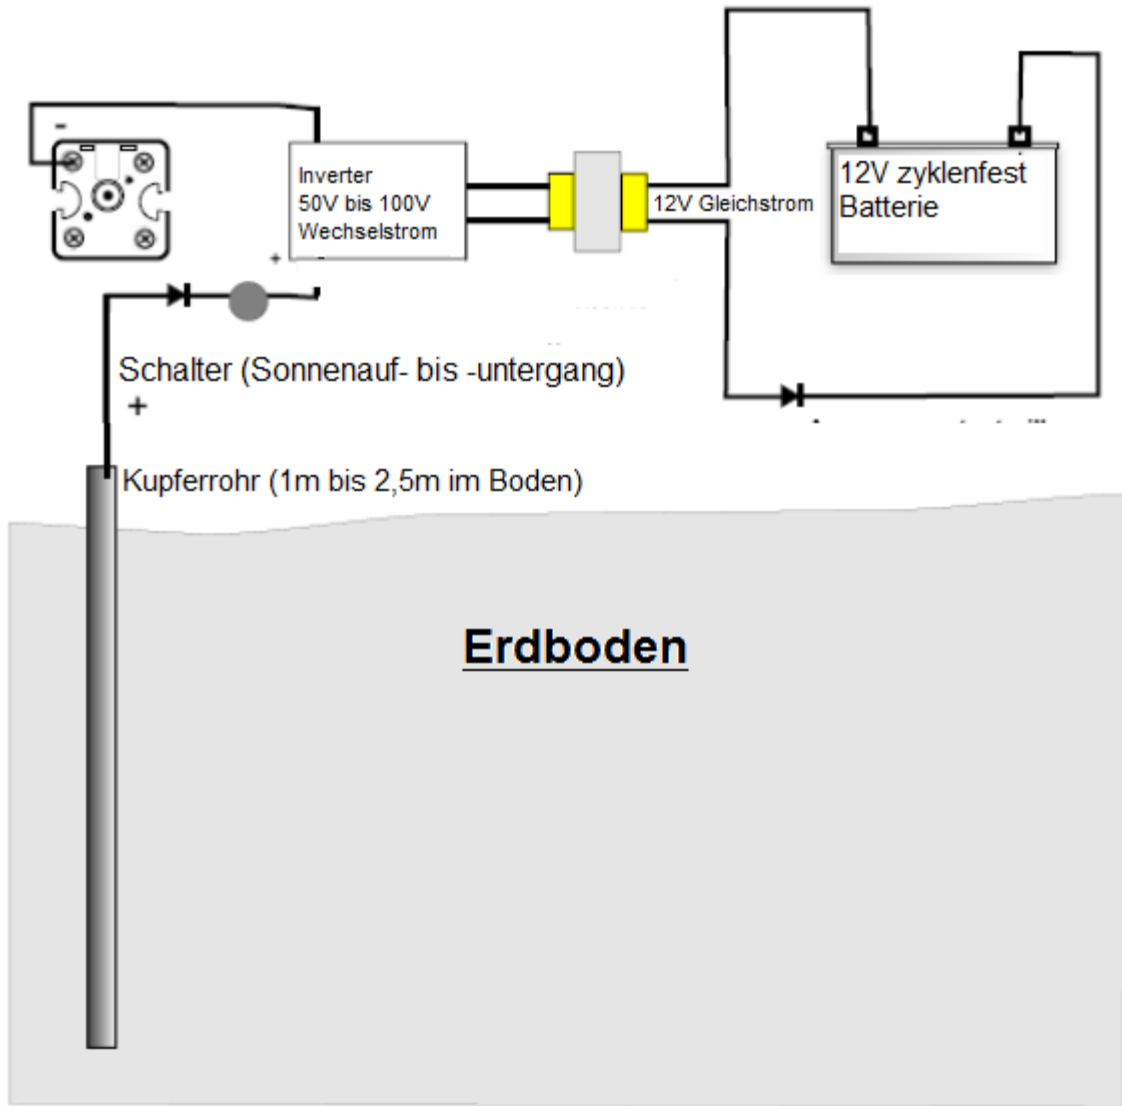 -
Inverter
50V bis 100V
Wechselstrom
12V Gleichstrom
12V zyklenfest
Batterie
+ -
Schalter (Sonnenauf- bis -untergang)
+
Kupferrohr (1m bis 2,5m im Boden)
Erdboden